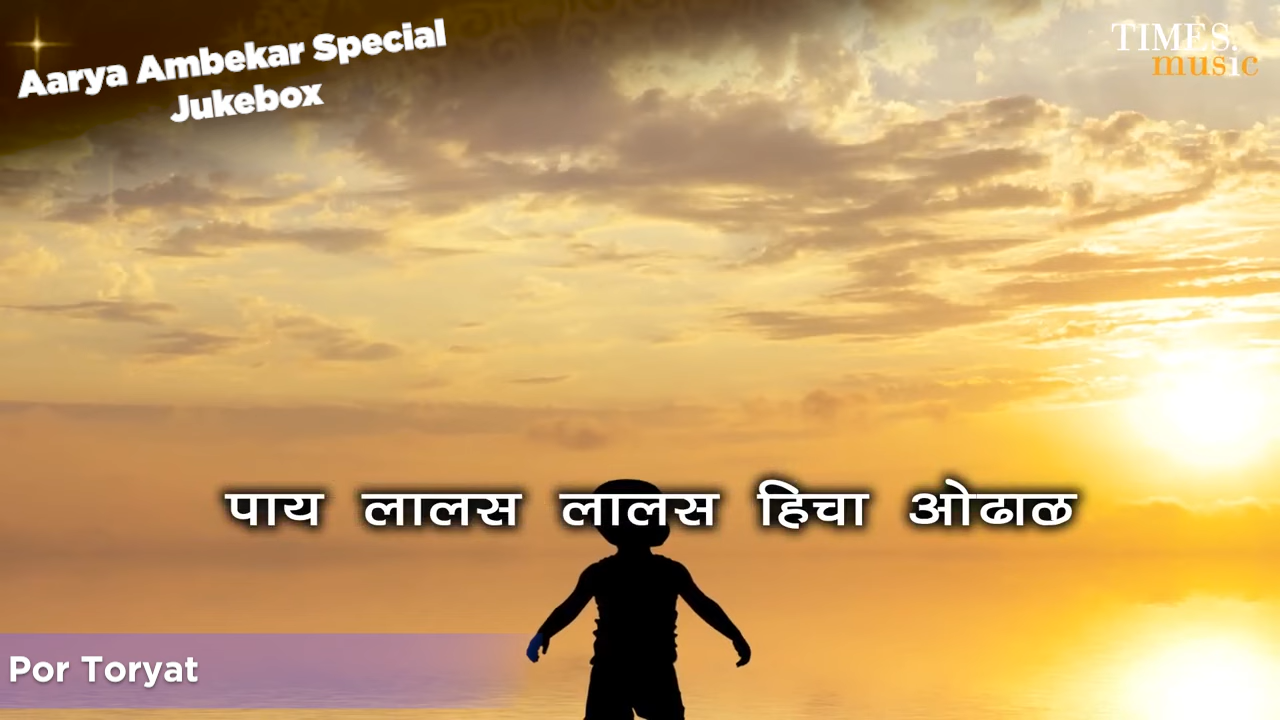 Aarya Ambekar Special
Jukebox
TIMES
music
पाय लालस लालस हिचा ओढाळ
Por Toryat